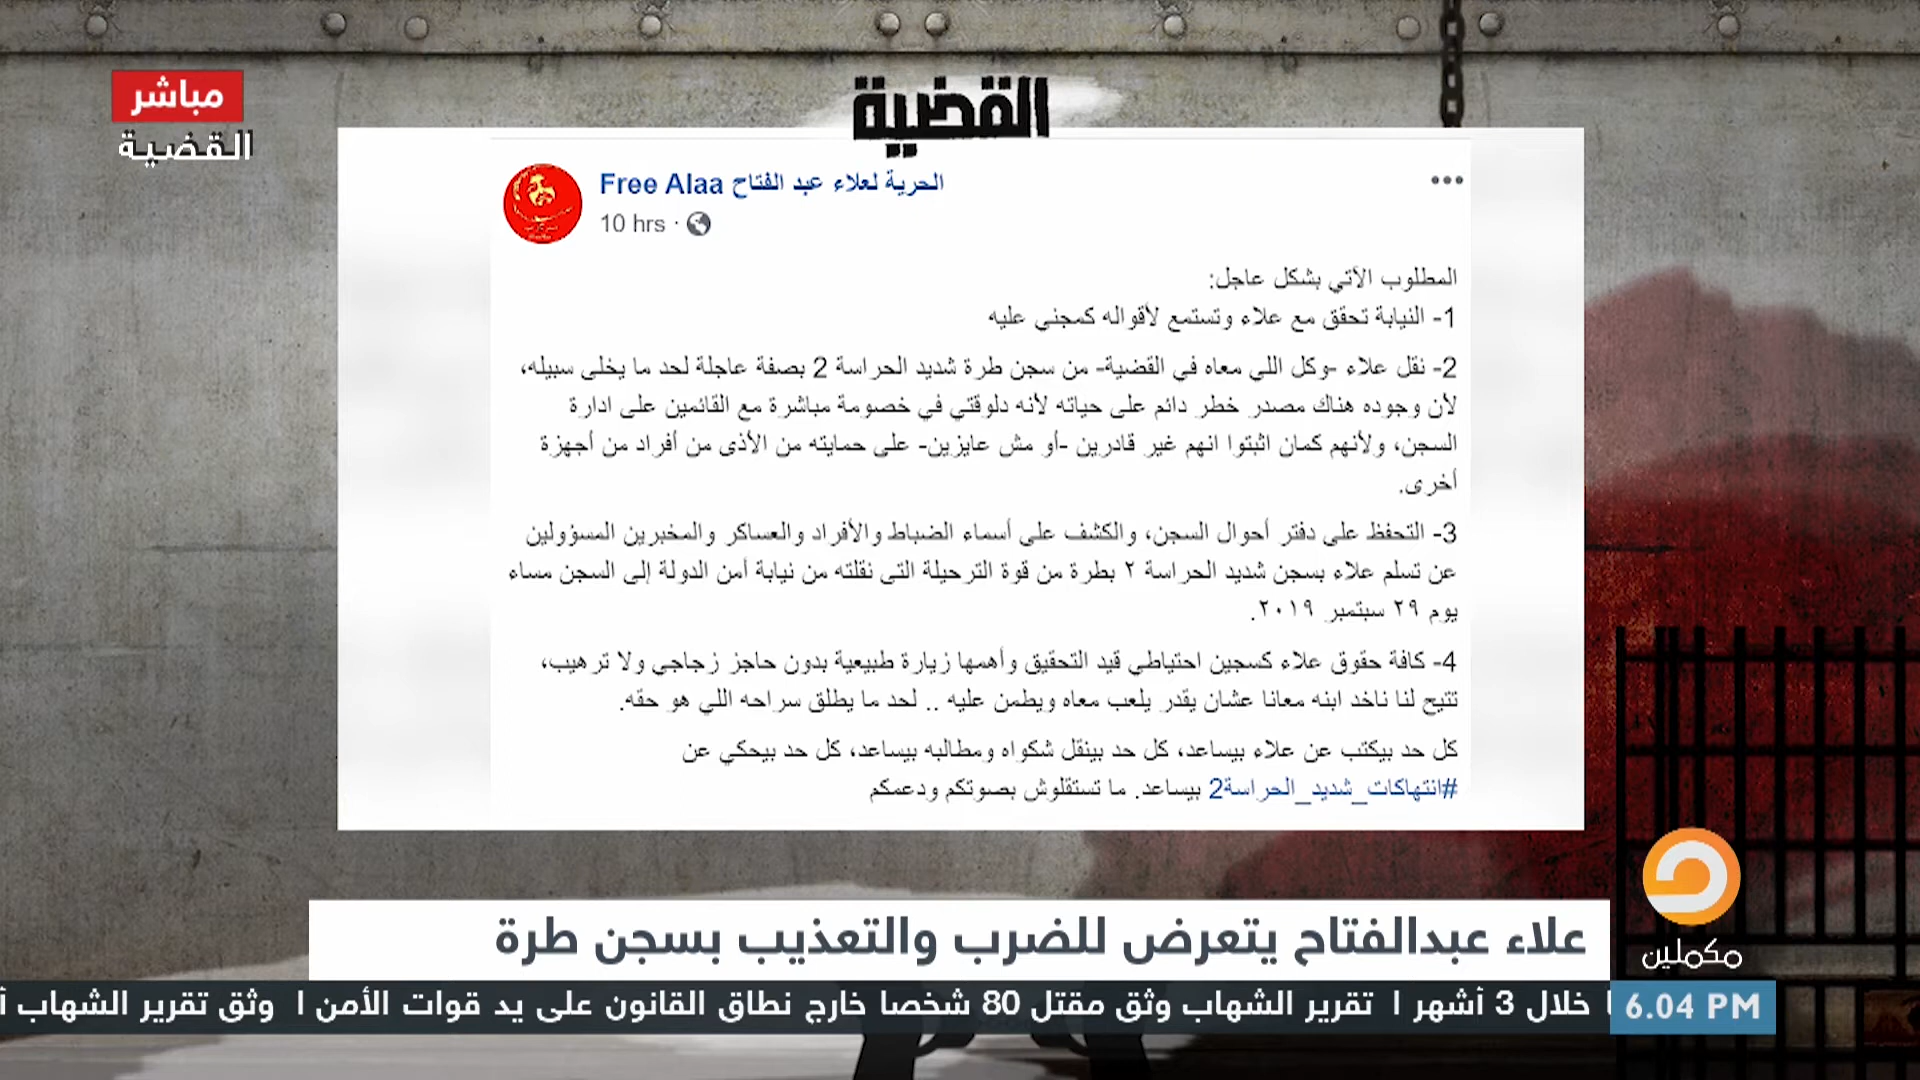 القضية
مباشر
القضية
الحرية لعلاء عبد الفتاح Free Alaa
10 hrs ·
المطلوب الآتي بشكل عاجل:
1- النيابة تحقق مع علاء وتستمع لأقواله كمجني عليه
2- نقل علاء -وكل اللي معاه في القضية- من سجن طرة شديد الحراسة 2 بصفة عاجلة لحد ما يخلى سبيله،
لأن وجوده هناك مصدر خطر دائم على حياته لأنه دلوقتي في خصومة مباشرة مع القائمين على ادارة
السجن، ولأنهم كمان اثبتوا انهم غير قادرين -أو مش عايزين- على حمايته من الأذى من أفراد من أجهزة
أخرى.
3- التحفظ على دفتر أحوال السجن، والكشف على أسماء الضباط والأفراد والعساكر والمخبرين المسؤولين
عن تسلم علاء بسجن شديد الحراسة ٢ بطرة من قوة الترحيلة التى نقلته من نيابة أمن الدولة إلى السجن مساء
يوم ٢٩ سبتمبر ٢٠١٩.
4- كافة حقوق علاء كسجين احتياطي قيد التحقيق وأهمها زيارة طبيعية بدون حاجز زجاجي ولا ترهيب،
تتيح لنا ناخد ابنه معانا عشان يقدر يلعب معاه ويطمن عليه .. لحد ما يطلق سراحه اللي هو حقه.
كل حد بيكتب عن علاء بيساعد، كل حد بينقل شكواه ومطالبه بيساعد، كل حد بيحكي عن
#انتهاكات_شديد_الحراسة2 بيساعد. ما تستقلوش بصوتكم ودعمكم
علاء عبدالفتاح يتعرض للضرب والتعذيب بسجن طرة
مكملين
6.04 PM
خلال 3 أشهر ا تقرير الشهاب وثق مقتل 80 شخصا خارج نطاق القانون على يد قوات الأمن ا وثق تقرير الشهاب